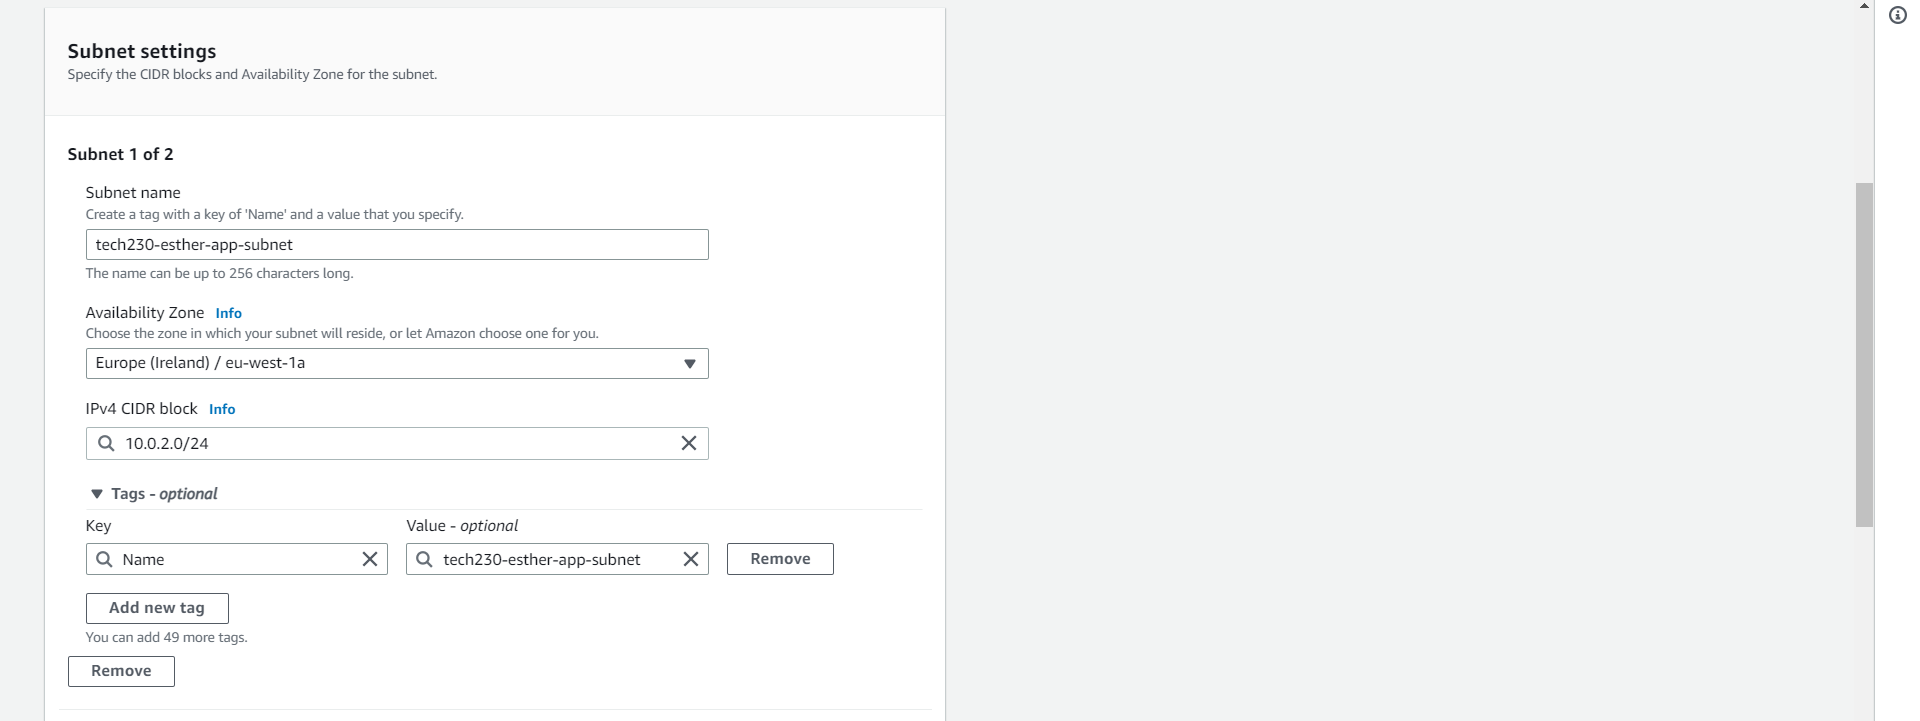 Subnet settings
Specify the CIDR blocks and Availability Zone for the subnet.
Subnet 1 of 2
Subnet name
Create a tag with a key of 'Name' and a value that you specify.
tech230-esther-app-subnet
The name can be up to 256 characters long.
Availability Zone Info
Choose the zone in which your subnet will reside, or let Amazon choose one for you.
Europe (Ireland) / eu-west-1a
IPv4 CIDR block Info
10.0.2.0/24
Tags - optional
Key Value - optional
Name tech230-esther-app-subnet Remove
Add new tag
You can add 49 more tags.
Remove